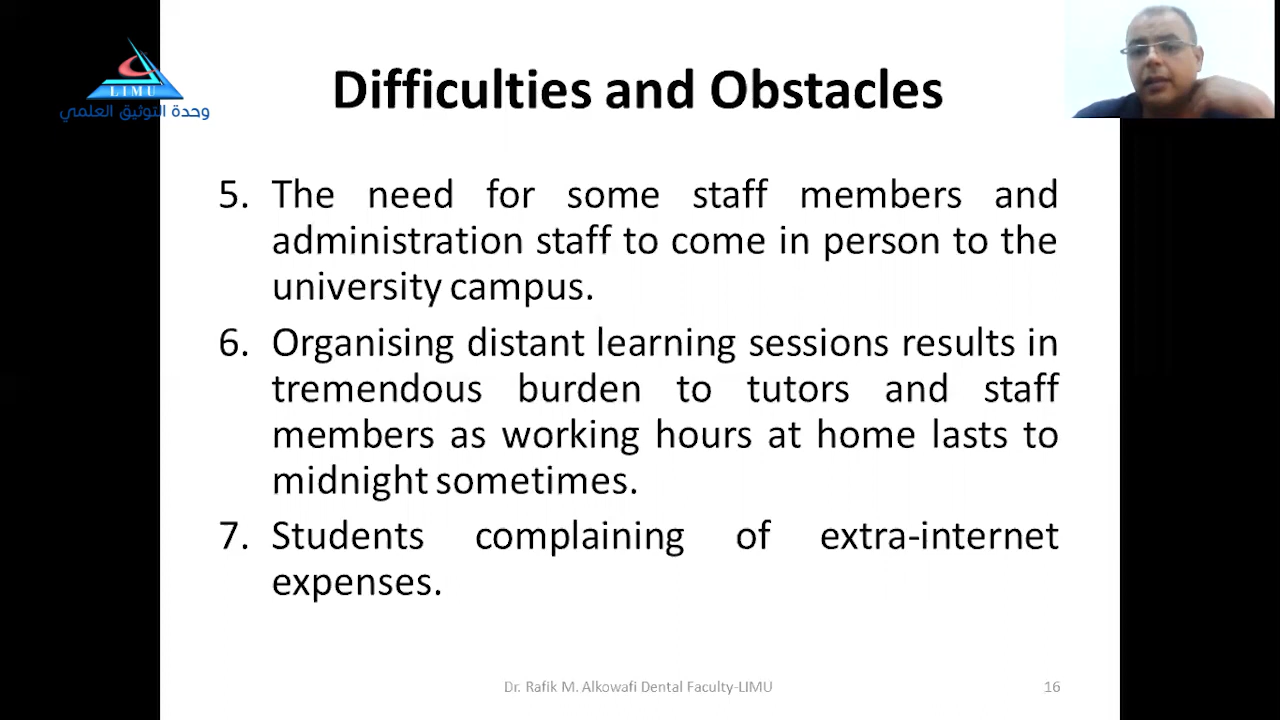 LIMU
وحدة التوثيق العلمي
Difficulties and Obstacles
5. The need for some staff members and
administration staff to come in person to the
university campus.
6. Organising distant learning sessions results in
tremendous burden to tutors and staff
members as working hours at home lasts to
midnight sometimes.
7. Students complaining of extra-internet
expenses.
Dr. Rafik M. Alkowafi Dental Faculty-LIMU
16